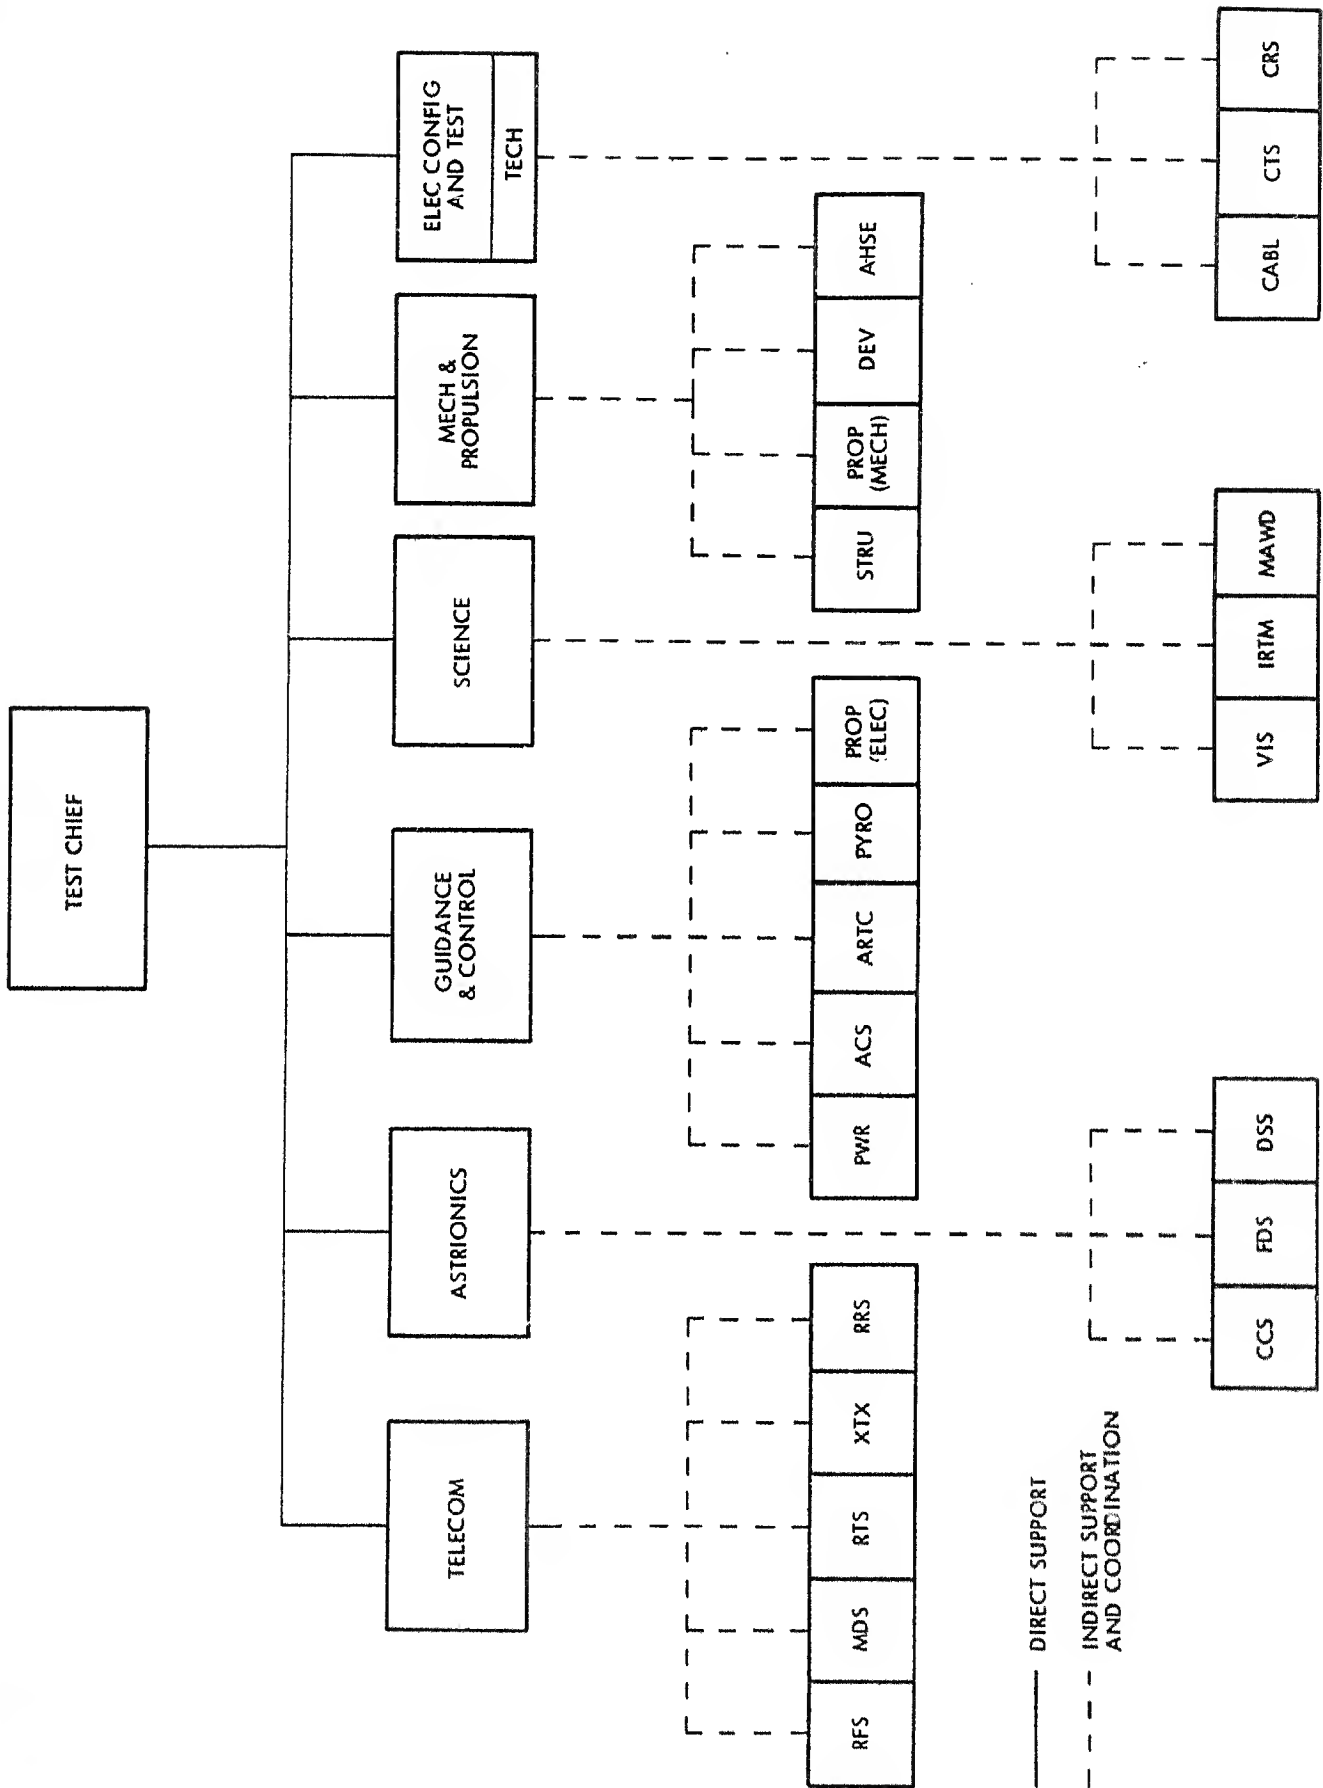 TEST CHIEF
TELECOM
ASTRIONICS
GUIDANCE
& CONTROL
SCIENCE
MECH &
PROPULSION
ELEC CONFIG
AND TEST
TECH
RFS
MDS
RTS
XTX
RRS
PWR
ACS
ARTC
PYRO
PROP
(ELEC)
STRU
PROP
(MECH)
DEV
A-HSE
CCS
FDS
DSS
VIS
IRTM
MAWD
CABL
CTS
CRS
DIRECT SUPPORT
INDIRECT SUPPORT
AND COORDINATION